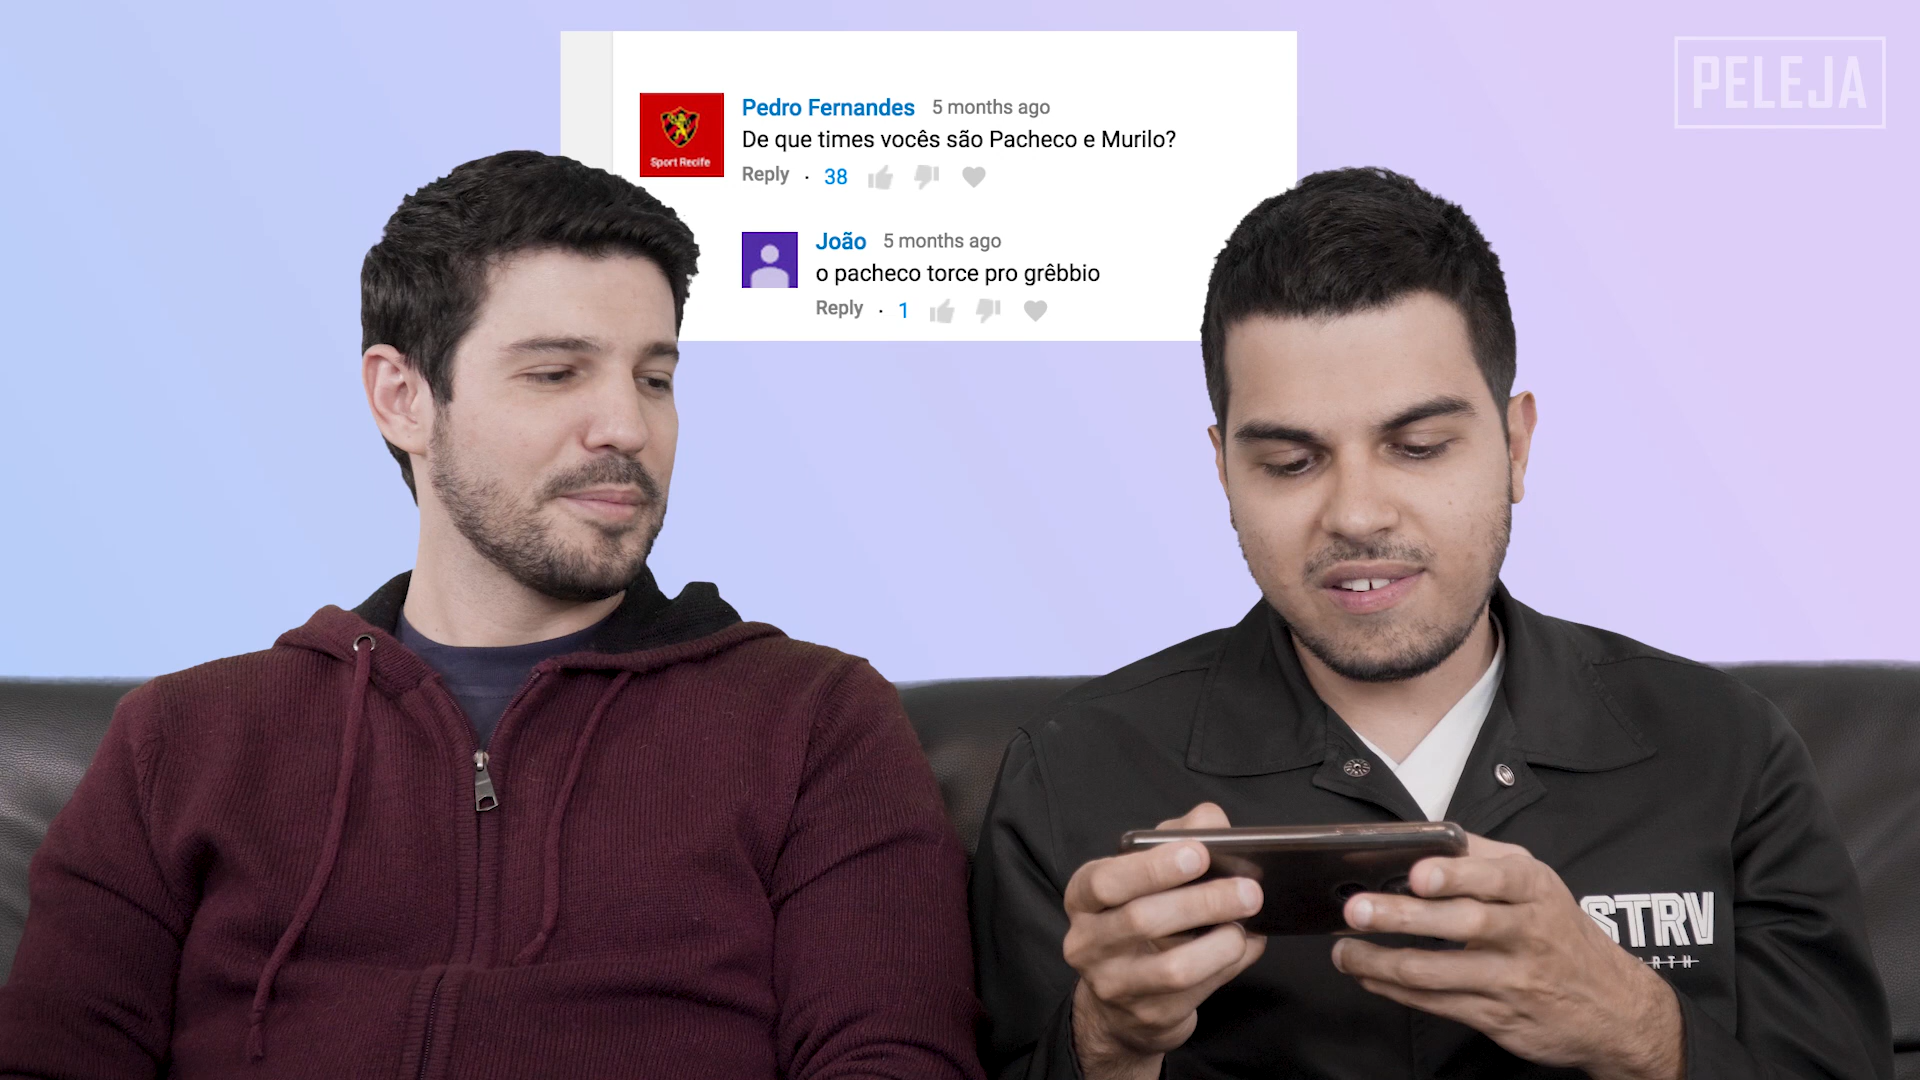 PELEJA
Pedro Fernandes 5 months ago
De que times vocês são Pacheco e Murilo?
Sport Recife
Reply · 38
João 5 months ago
o pacheco torce pro grêbbio
Reply · 1
STRV